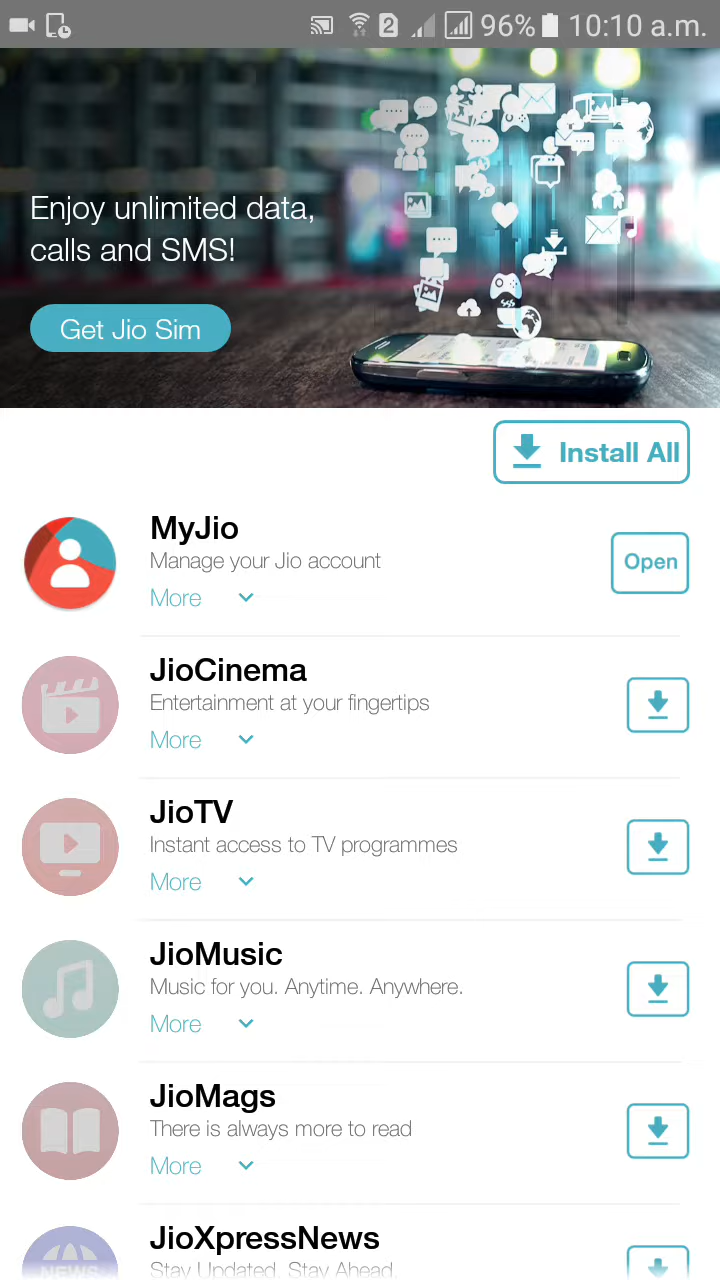 2 96% 10:10 a.m.
Enjoy unlimited data,
calls and SMS!
Get Jio Sim
Install All
MyJio
Manage your Jio account
Open
More
JioCinema
Entertainment at your fingertips
More
JioTV
Instant access to TV programmes
More
JioMusic
Music for you. Anytime. Anywhere.
More
JioMags
There is always more to read
More
JioXpressNews
Stay Updated. Stay Ahead.
NEWS